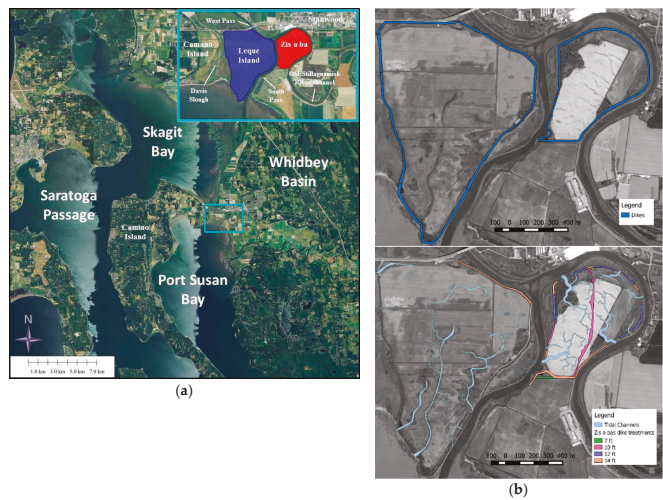 West Pass
Stanwood
Camano
Island
Leque
Island
Zis a ba
Old Stillaguamish
River channel
Davis
Slough
South
Pass
Skagit
Bay
Whidbey
Basin
Saratoga
Passage
Camino
Island
Port Susan
Bay
N
1.0 km 3.0 km 5.0 km 7.0 km
(a)
Legend
Dikes
100 0 100 200 300 400 m
Legend
Tidal Channels
Zis a bas dike treatments
7 ft
10 ft
12 ft
14 ft
100 0 100 200 300 400 m
(b)